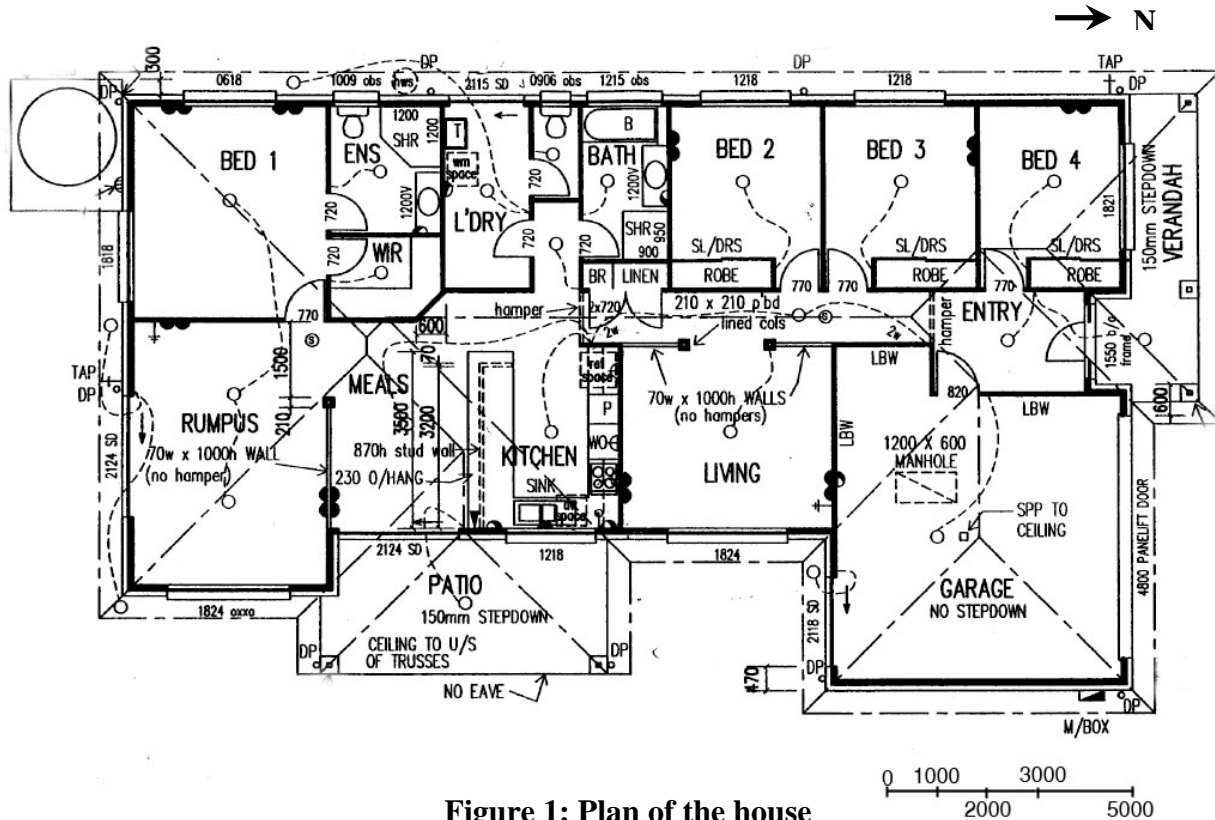 N
300
DP
0618
1009 obs
hws
DP
2115 SD
0906 obs
1215 obs
1218
DP
1218
TAP
DP
BED 1
ENS
1200
SHR
1200
T
wm
space
L'DRY
720
BATH
B
1200V
BED 2
BED 3
BED 4
1821
150mm STEPDOWN
VERANDAH
1818
720
1200V
720
WIR
720
720
SHR
950
900
SL/DRS
SL/DRS
SL/DRS
BR
LINEN
ROBE
ROBE
ROBE
770
770
770
770
hamper
2x720
210 x 210 p'bd
lined cols
S
2w
2w
hamper
ENTRY
1550 b/g
frame
S
600
1500
70
MEALS
ref
space
P
LBW
820
LBW
LBW
600
TAP
DP
210
RUMPUS
70w x 1000h WALL
(no hamper)
3500
3200
870h stud wall
230 O/HANG
KITCHEN
WO
SINK
dw
space
70w x 1000h WALLS
(no hampers)
LIVING
1200 X 600
MANHOLE
SPP TO
CEILING
2124 SD
2124 SD
1218
1824
4800 PANELIFT DOOR
1824 oxxo
PATIO
150mm STEPDOWN
GARAGE
NO STEPDOWN
2118 SD
DP
CEILING TO U/S
OF TRUSSES
DP
DP
470
DP
NO EAVE
M/BOX
0 1000 3000
2000 5000
Figure 1: Plan of the house